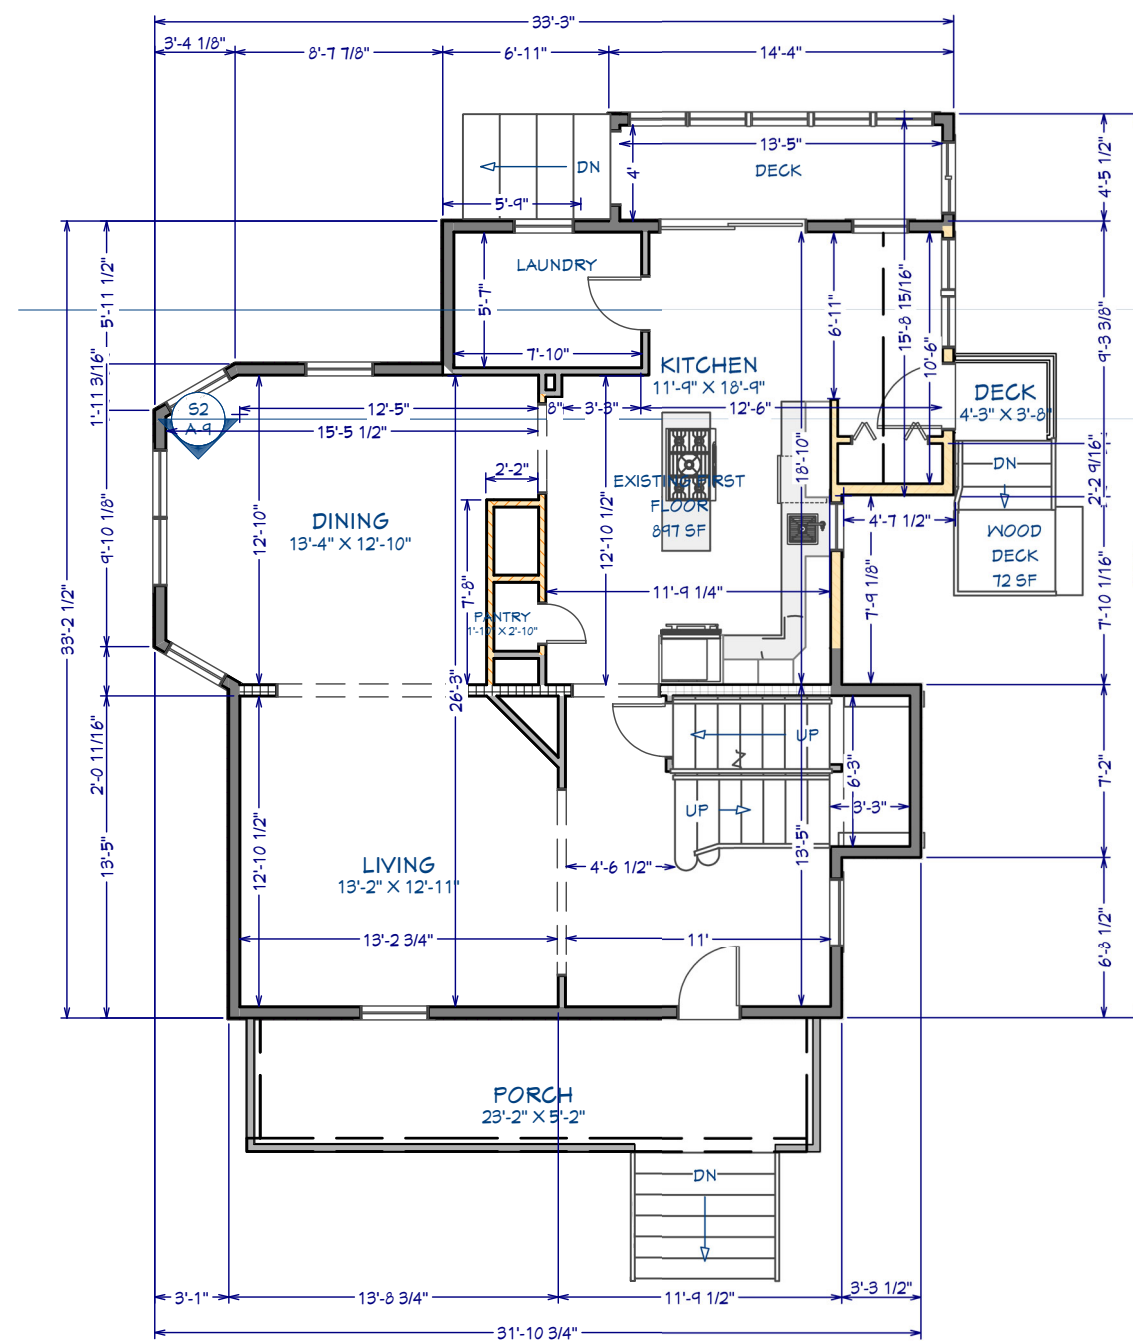 33'-3"
3'-4 1/8"
8'-7 7/8"
6'-11"
14'-4"
13'-5"
DN
DECK
4'
4'-5 1/2"
5'-9"
LAUNDRY
5'-11 1/2"
5'-7"
6'-11"
15'-8 15/16"
9'-3 3/8"
7'-10"
KITCHEN
11'-9" X 18'-9"
10'-6"
1'-11 3/16"
S2
A-9
12'-5"
8"
3'-3"
12'-6"
DECK
4'-3" X 3'-8"
15'-5 1/2"
2'-2"
18'-10"
DN
2'-2 9/16"
EXISTING FIRST
FLOOR
897 SF
DINING
13'-4" X 12'-10"
12'-10"
9'-10 1/8"
12'-10 1/2"
4'-7 1/2"
WOOD
DECK
72 SF
33'-2 1/2"
7'-8"
11'-9 1/4"
7'-9 1/8"
7'-10 1/16"
PANTRY
1'-10" X 2'-10"
26'-3"
UP
2'-0 11/16"
6'-3"
7'-2"
UP
3'-3"
13'-5"
12'-10 1/2"
LIVING
13'-2" X 12'-11"
4'-6 1/2"
13'-5"
13'-2 3/4"
11'
6'-8 1/2"
PORCH
23'-2" X 5'-2"
DN
3'-1"
13'-8 3/4"
11'-9 1/2"
3'-3 1/2"
31'-10 3/4"